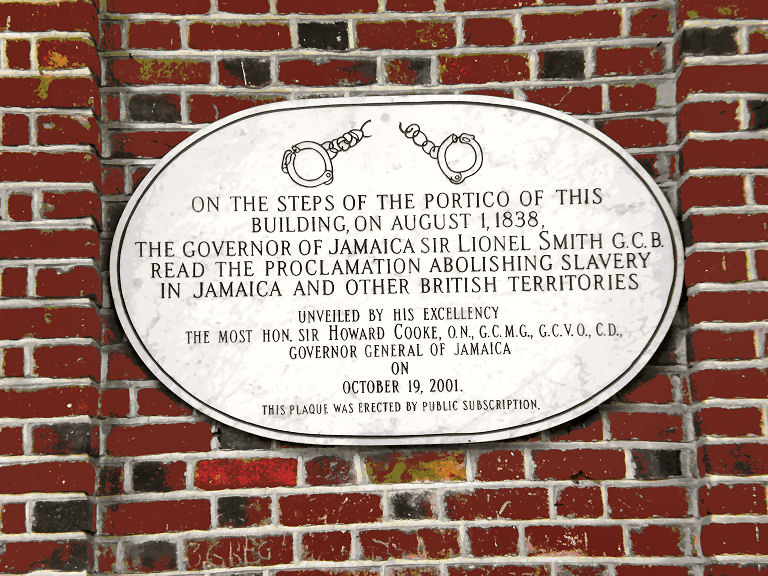 ON THE STEPS OF THE PORTICO OF THIS
BUILDING, ON AUGUST 1, 1838,
THE GOVERNOR OF JAMAICA SIR LIONEL SMITH G.C.B.
READ THE PROCLAMATION ABOLISHING SLAVERY
IN JAMAICA AND OTHER BRITISH TERRITORIES
UNVEILED BY HIS EXCELLENCY
THE MOST HON. SIR HOWARD COOKE, O.N., G.C.M.G., G.C.V.O., C.D.,
GOVERNOR GENERAL OF JAMAICA
ON
OCTOBER 19, 2001.
THIS PLAQUE WAS ERECTED BY PUBLIC SUBSCRIPTION.